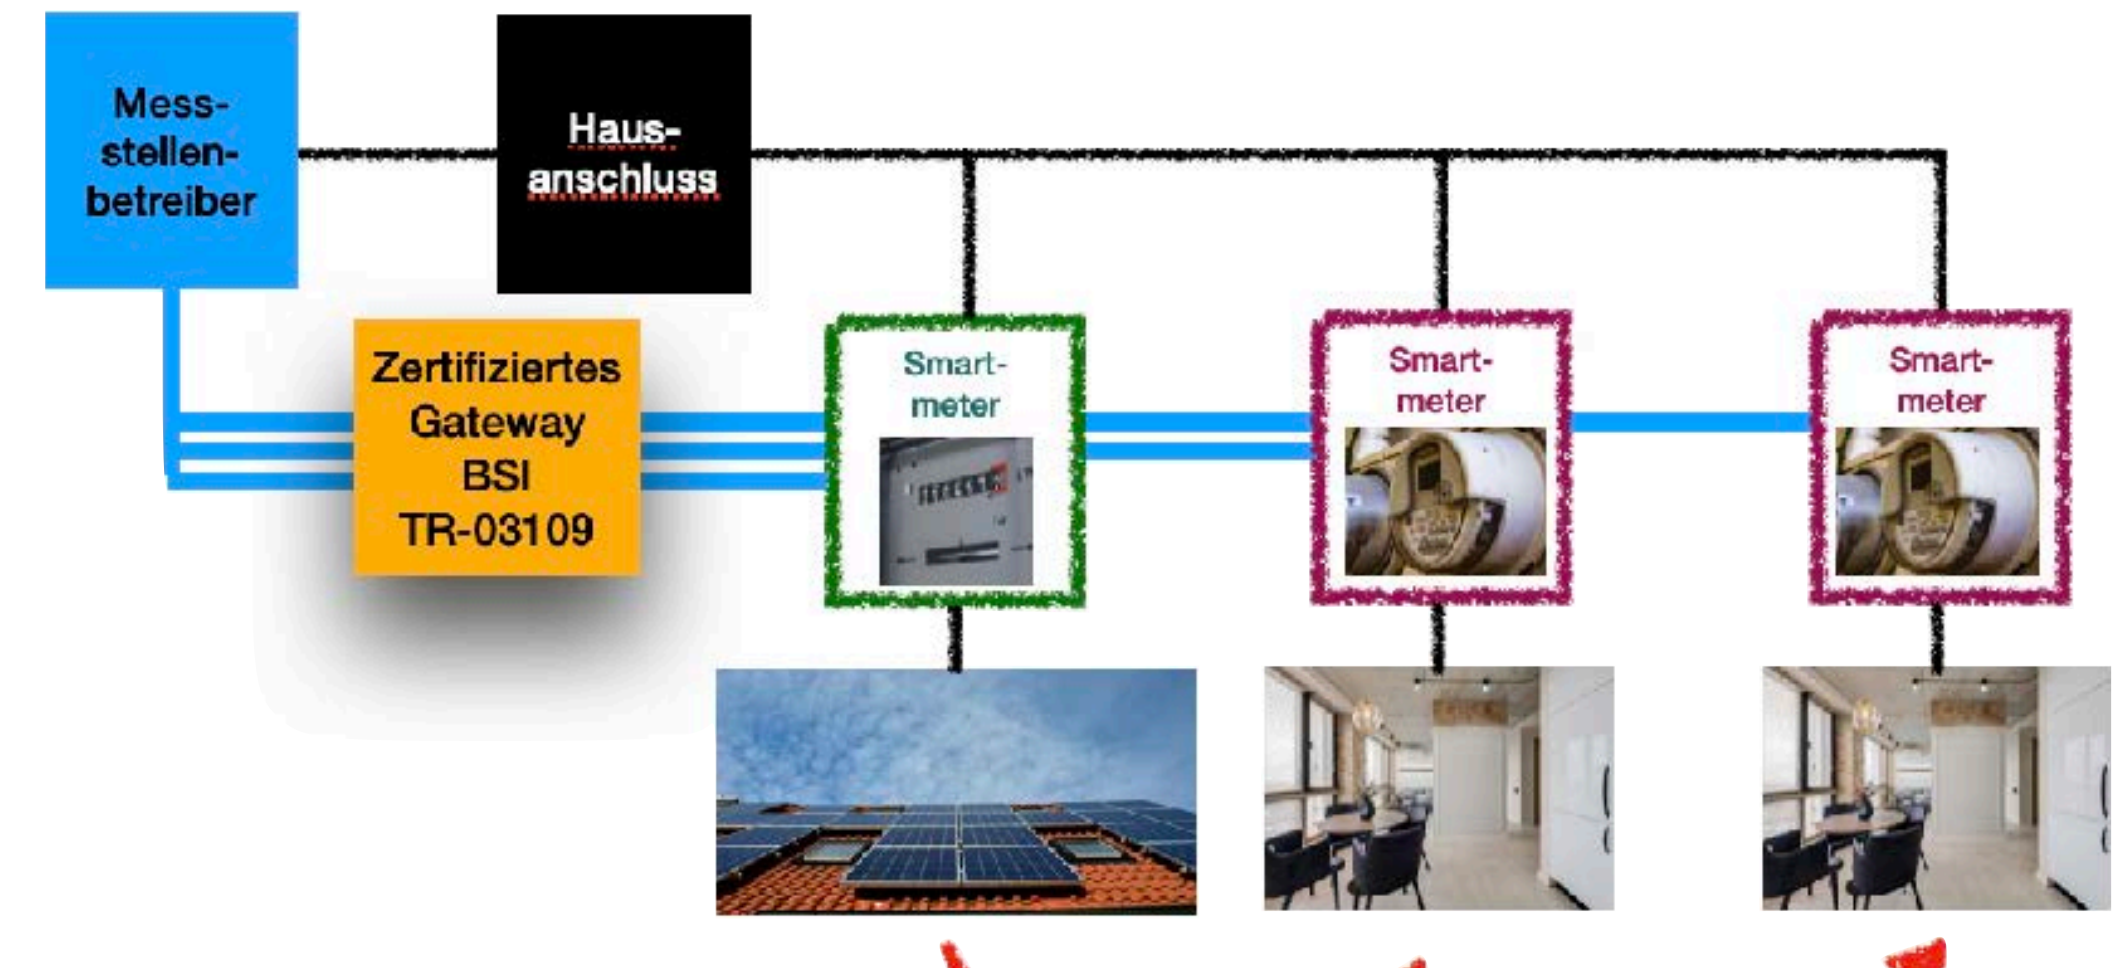 Mess-
stellen-
betreiber
Haus-
anschluss
Zertifiziertes
Gateway
BSI
TR-03109
Smart-
meter
Smart-
meter
Smart-
meter